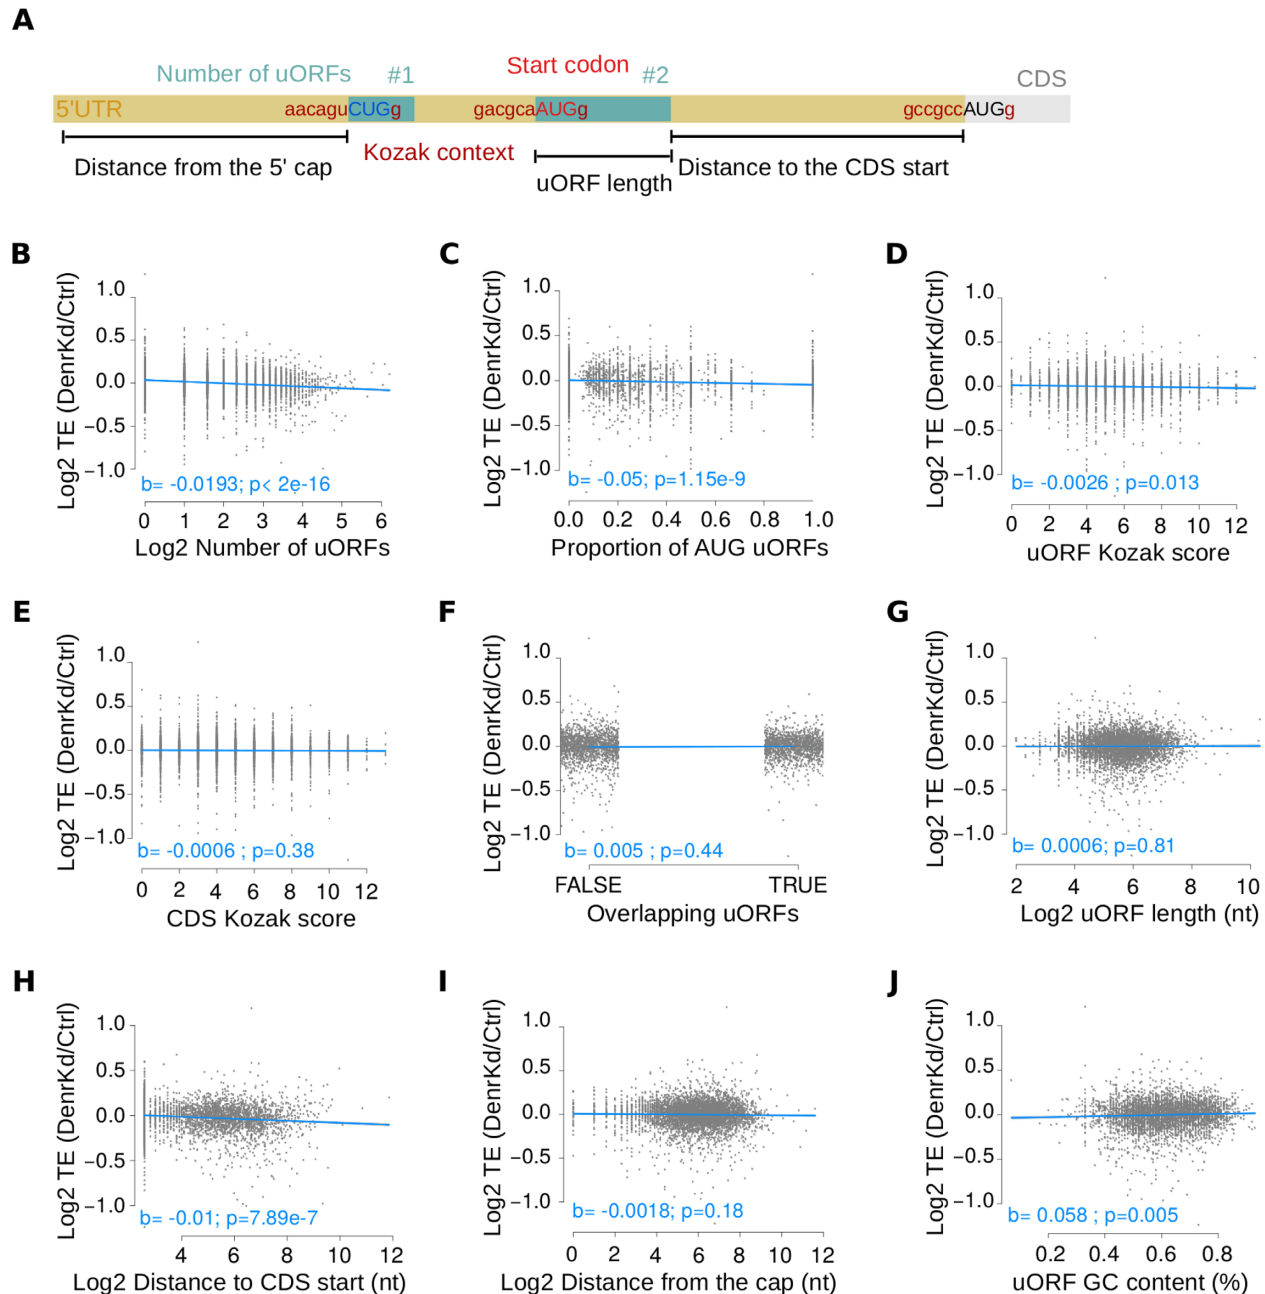 A
Number of uORFs #1 Start codon #2 CDS
5'UTR aacaguCUGg gacgcaAUGg gccgccAUGg
Distance from the 5' cap Kozak context uORF length Distance to the CDS start
B
Log2 TE (DenrKd/Ctrl)
1.0
0.5
0.0
−0.5
−1.0
b= -0.0193; p< 2e-16
0 1 2 3 4 5 6
Log2 Number of uORFs
C
Log2 TE (DenrKd/Ctrl)
1.0
0.5
0.0
−0.5
−1.0
b= -0.05; p=1.15e-9
0.0 0.2 0.4 0.6 0.8 1.0
Proportion of AUG uORFs
D
Log2 TE (DenrKd/Ctrl)
1.0
0.5
0.0
−0.5
−1.0
b= -0.0026 ; p=0.013
0 2 4 6 8 10 12
uORF Kozak score
E
Log2 TE (DenrKd/Ctrl)
1.0
0.5
0.0
−0.5
−1.0
b= -0.0006 ; p=0.38
0 2 4 6 8 10 12
CDS Kozak score
F
Log2 TE (DenrKd/Ctrl)
1.0
0.5
0.0
−0.5
−1.0
b= 0.005 ; p=0.44
FALSE TRUE
Overlapping uORFs
G
Log2 TE (DenrKd/Ctrl)
1.0
0.5
0.0
−0.5
−1.0
b= 0.0006; p=0.81
2 4 6 8 10
Log2 uORF length (nt)
H
Log2 TE (DenrKd/Ctrl)
1.0
0.5
0.0
−0.5
−1.0
b= -0.01; p=7.89e-7
4 6 8 10 12
Log2 Distance to CDS start (nt)
I
Log2 TE (DenrKd/Ctrl)
1.0
0.5
0.0
−0.5
−1.0
b= -0.0018; p=0.18
0 2 4 6 8 10 12
Log2 Distance from the cap (nt)
J
Log2 TE (DenrKd/Ctrl)
1.0
0.5
0.0
−0.5
−1.0
b= 0.058 ; p=0.005
0.2 0.4 0.6 0.8
uORF GC content (%)